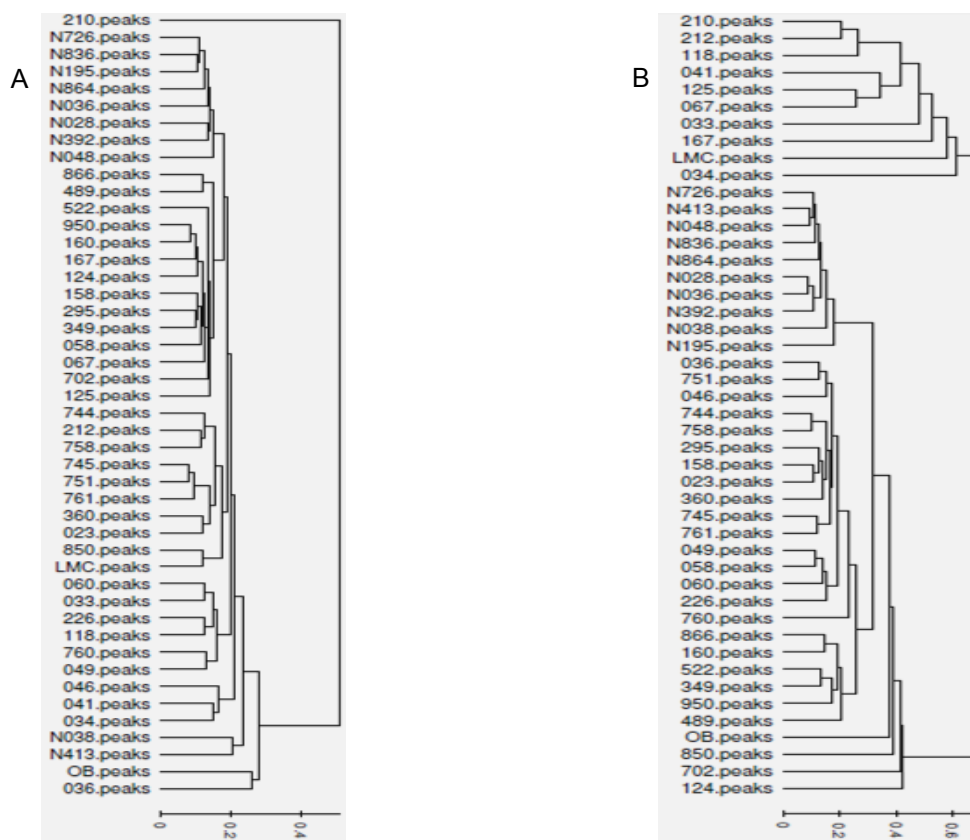 A
210.peaks
N726.peaks
N836.peaks
N195.peaks
N864.peaks
N036.peaks
N028.peaks
N392.peaks
N048.peaks
866.peaks
489.peaks
522.peaks
950.peaks
160.peaks
167.peaks
124.peaks
158.peaks
295.peaks
349.peaks
058.peaks
067.peaks
702.peaks
125.peaks
744.peaks
212.peaks
758.peaks
745.peaks
751.peaks
761.peaks
360.peaks
023.peaks
850.peaks
LMC.peaks
060.peaks
033.peaks
226.peaks
118.peaks
760.peaks
049.peaks
046.peaks
041.peaks
034.peaks
N038.peaks
N413.peaks
OB.peaks
036.peaks
0 0.2 0.4
B
210.peaks
212.peaks
118.peaks
041.peaks
125.peaks
067.peaks
033.peaks
167.peaks
LMC.peaks
034.peaks
N726.peaks
N413.peaks
N048.peaks
N836.peaks
N864.peaks
N028.peaks
N036.peaks
N392.peaks
N038.peaks
N195.peaks
036.peaks
751.peaks
046.peaks
744.peaks
758.peaks
295.peaks
158.peaks
023.peaks
360.peaks
745.peaks
761.peaks
049.peaks
058.peaks
060.peaks
226.peaks
760.peaks
866.peaks
160.peaks
522.peaks
349.peaks
950.peaks
489.peaks
OB.peaks
850.peaks
702.peaks
124.peaks
0 0.2 0.4 0.6